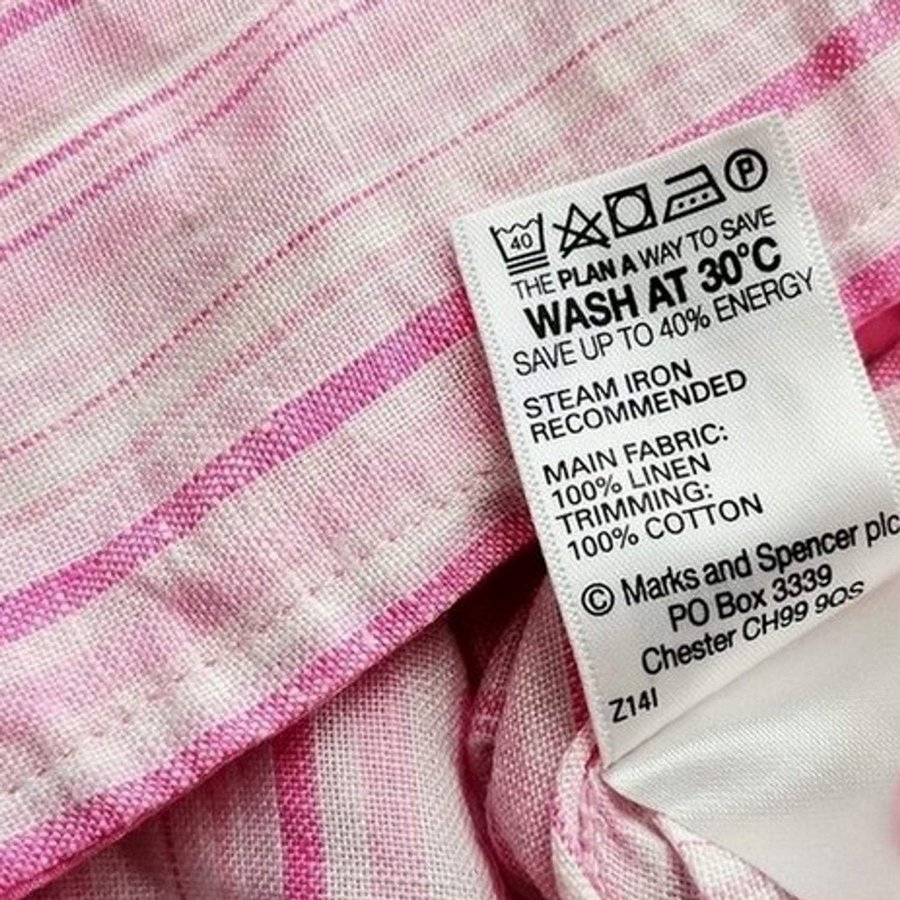 40 P
THE PLAN A WAY TO SAVE
WASH AT 30°C
SAVE UP TO 40% ENERGY
STEAM IRON
RECOMMENDED
MAIN FABRIC:
100% LINEN
TRIMMING:
100% COTTON
© Marks and Spencer plc
PO Box 3339
Chester CH99 9QS
Z14I